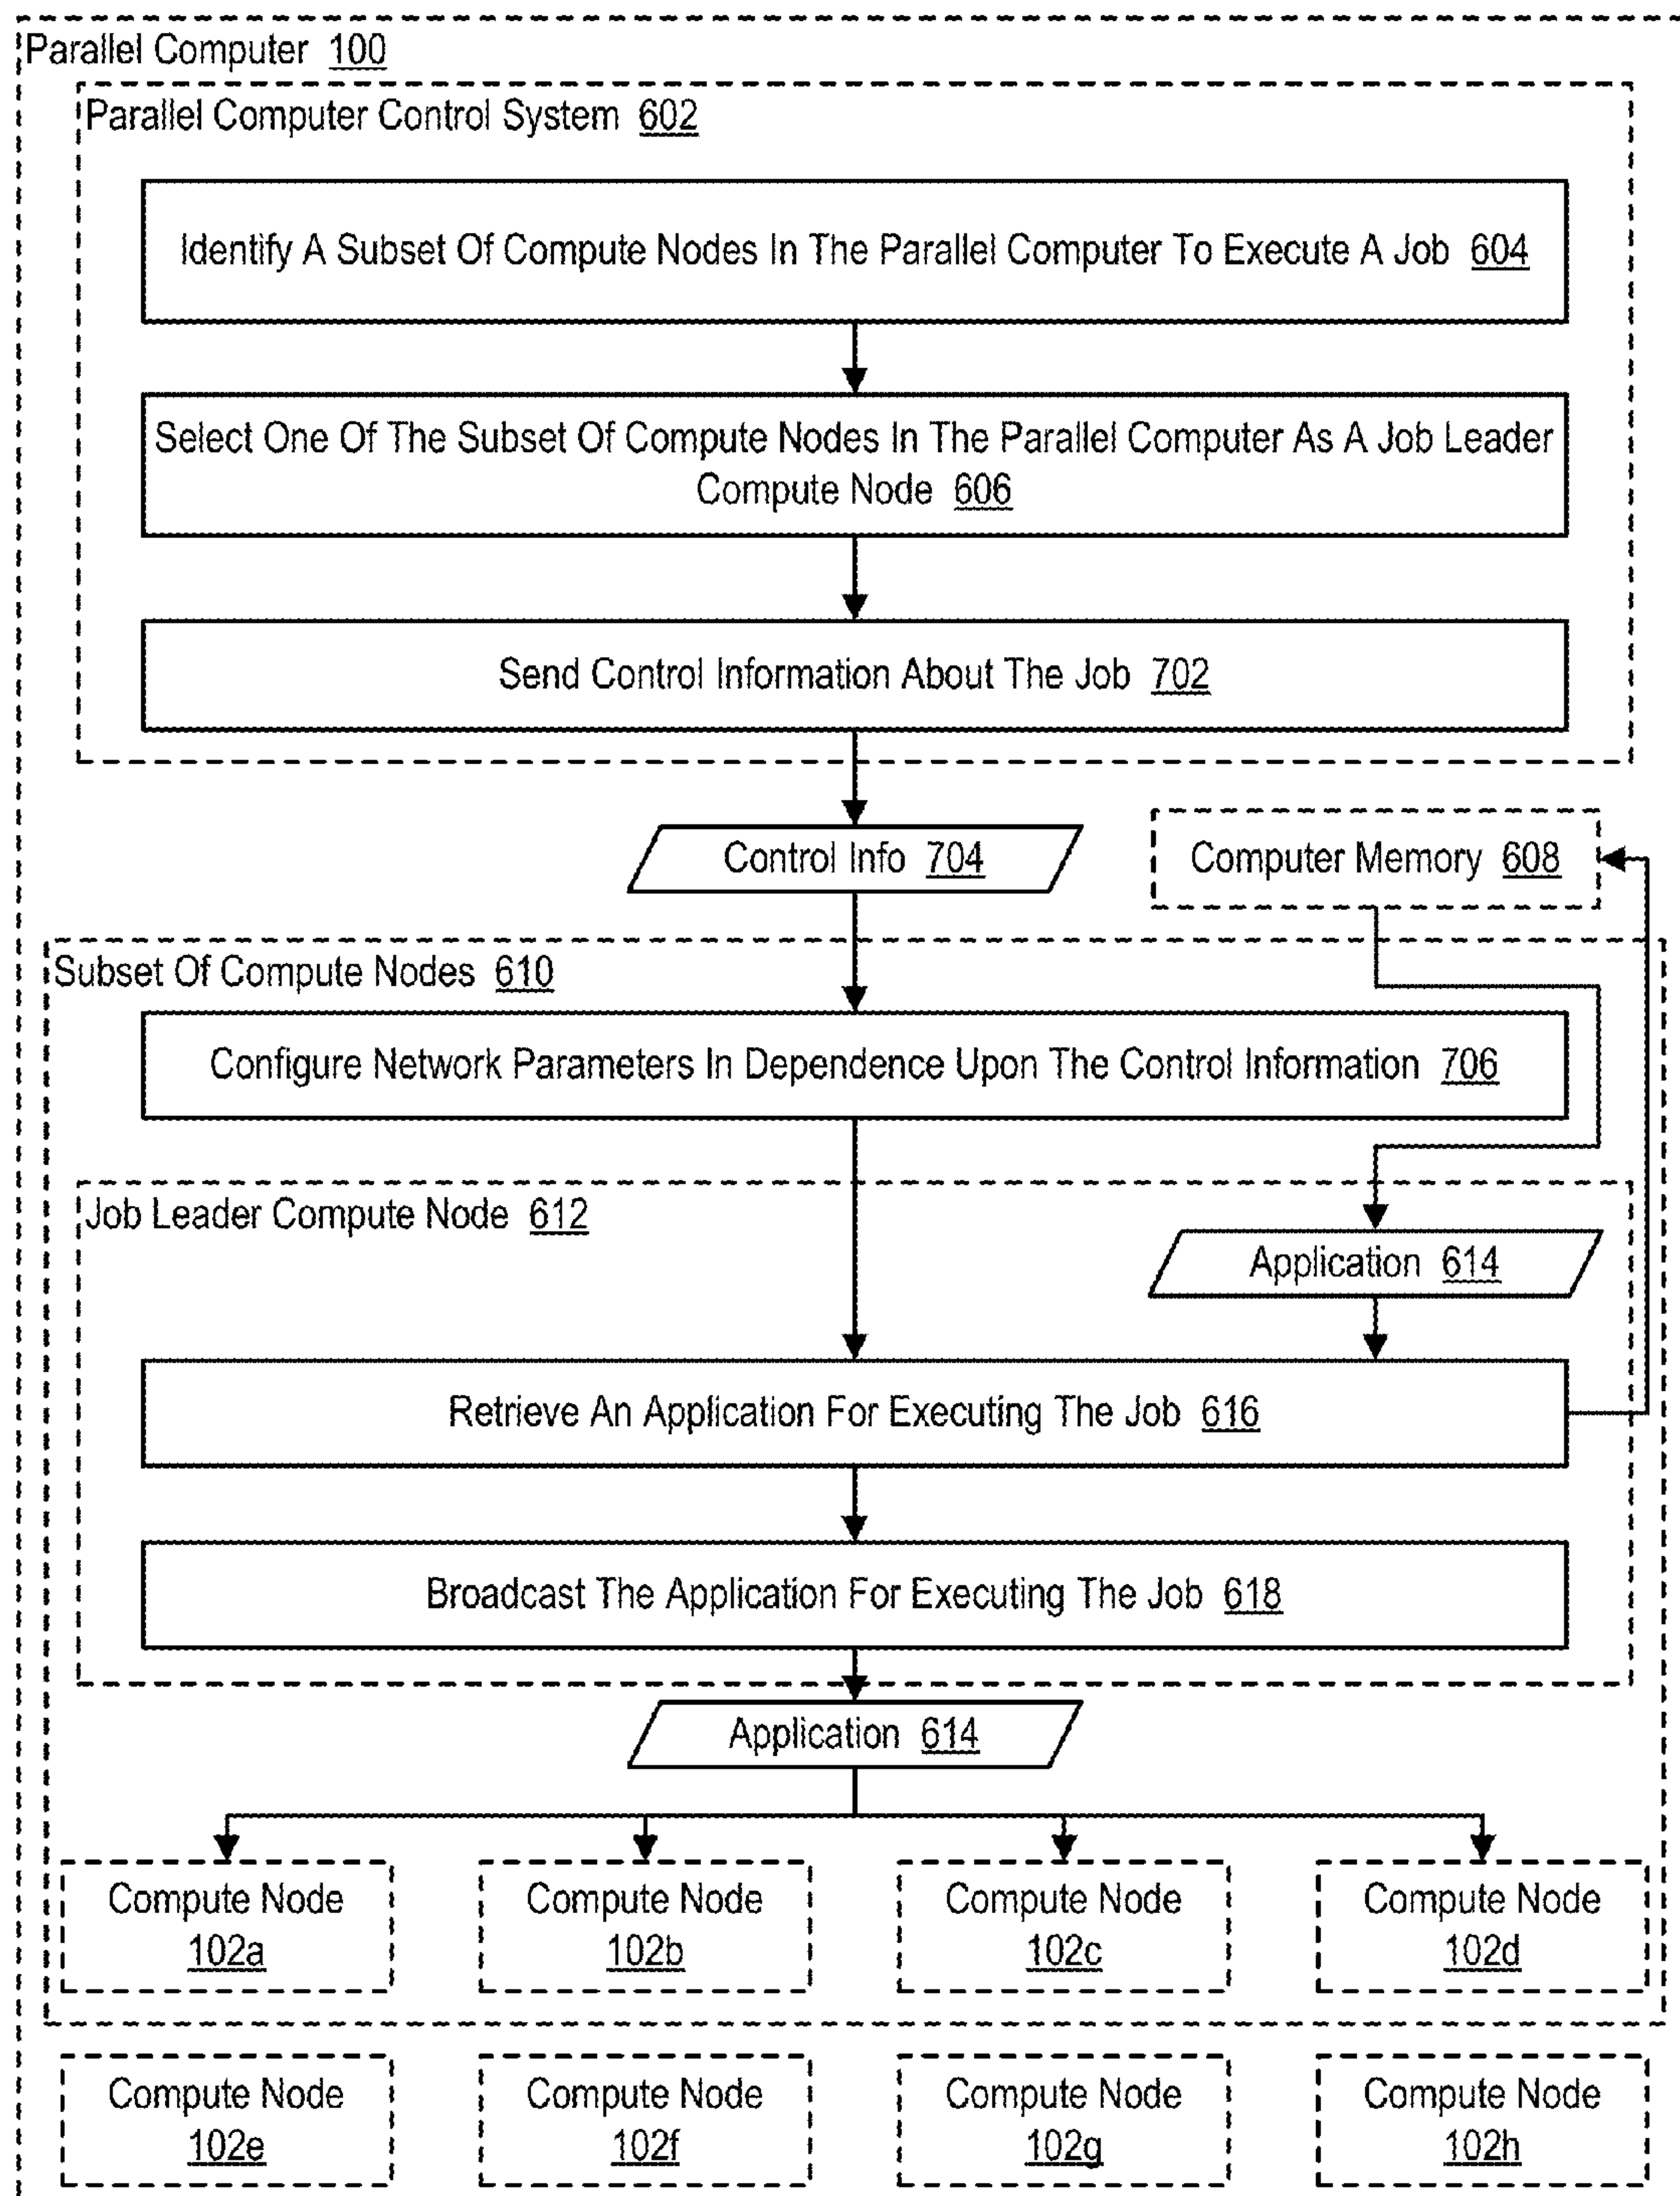 Parallel Computer 100
Parallel Computer Control System 602
Identify A Subset Of Compute Nodes In The Parallel Computer To Execute A Job 604
Select One Of The Subset Of Compute Nodes In The Parallel Computer As A Job Leader
Compute Node 606
Send Control Information About The Job 702
Control Info 704
Computer Memory 608
Subset Of Compute Nodes 610
Configure Network Parameters In Dependence Upon The Control Information 706
Job Leader Compute Node 612
Application 614
Retrieve An Application For Executing The Job 616
Broadcast The Application For Executing The Job 618
Application 614
Compute Node
102a
Compute Node
102b
Compute Node
102c
Compute Node
102d
Compute Node
102e
Compute Node
102f
Compute Node
102g
Compute Node
102h